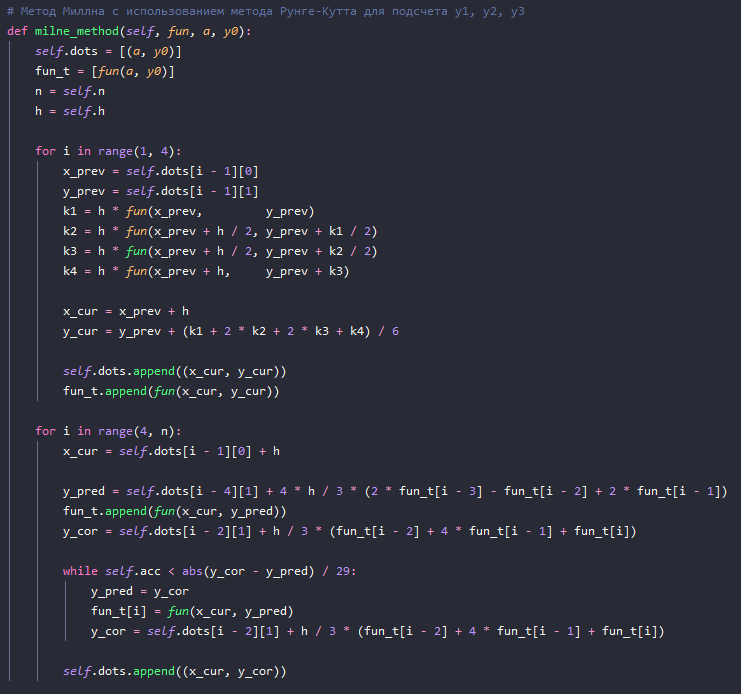 # Метод Миллна с использованием метода Рунге-Кутта для подсчета y1, y2, y3
def milne_method(self, fun, a, y0):
    self.dots = [(a, y0)]
    fun_t = [fun(a, y0)]
    n = self.n
    h = self.h
    for i in range(1, 4):
        x_prev = self.dots[i - 1][0]
        y_prev = self.dots[i - 1][1]
        k1 = h * fun(x_prev,         y_prev)
        k2 = h * fun(x_prev + h / 2, y_prev + k1 / 2)
        k3 = h * fun(x_prev + h / 2, y_prev + k2 / 2)
        k4 = h * fun(x_prev + h,     y_prev + k3)
        x_cur = x_prev + h
        y_cur = y_prev + (k1 + 2 * k2 + 2 * k3 + k4) / 6
        self.dots.append((x_cur, y_cur))
        fun_t.append(fun(x_cur, y_cur))
    for i in range(4, n):
        x_cur = self.dots[i - 1][0] + h
        y_pred = self.dots[i - 4][1] + 4 * h / 3 * (2 * fun_t[i - 3] - fun_t[i - 2] + 2 * fun_t[i - 1])
        fun_t.append(fun(x_cur, y_pred))
        y_cor = self.dots[i - 2][1] + h / 3 * (fun_t[i - 2] + 4 * fun_t[i - 1] + fun_t[i])
        while self.acc < abs(y_cor - y_pred) / 29:
            y_pred = y_cor
            fun_t[i] = fun(x_cur, y_pred)
            y_cor = self.dots[i - 2][1] + h / 3 * (fun_t[i - 2] + 4 * fun_t[i - 1] + fun_t[i])
        self.dots.append((x_cur, y_cor))